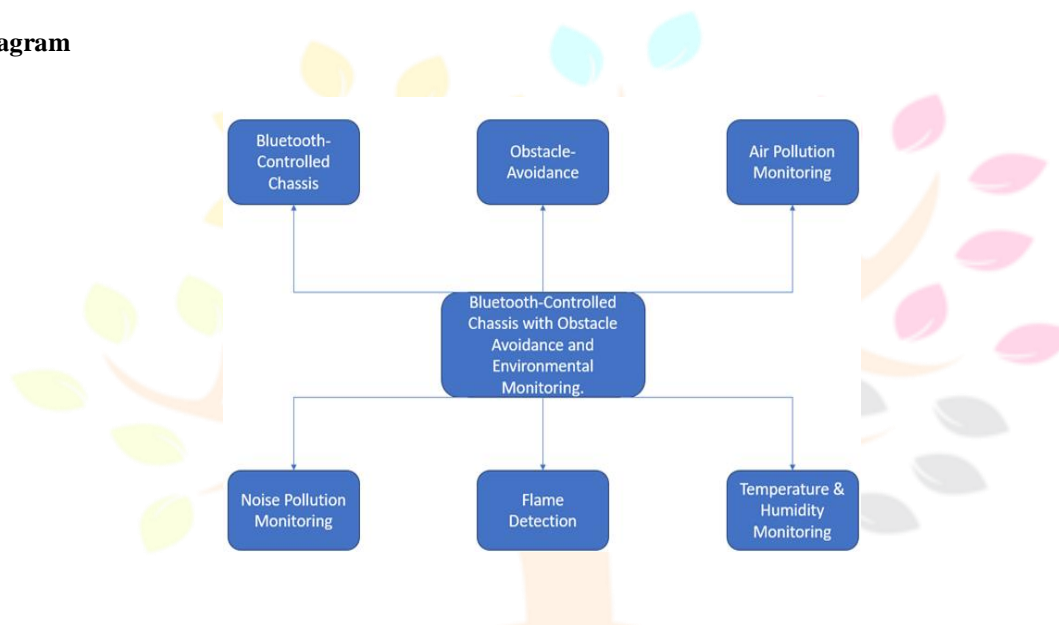 agram
Bluetooth-
Controlled
Chassis
Obstacle-
Avoidance
Air Pollution
Monitoring
Bluetooth-Controlled
Chassis with Obstacle
Avoidance and
Environmental
Monitoring.
Noise Pollution
Monitoring
Flame
Detection
Temperature &
Humidity
Monitoring